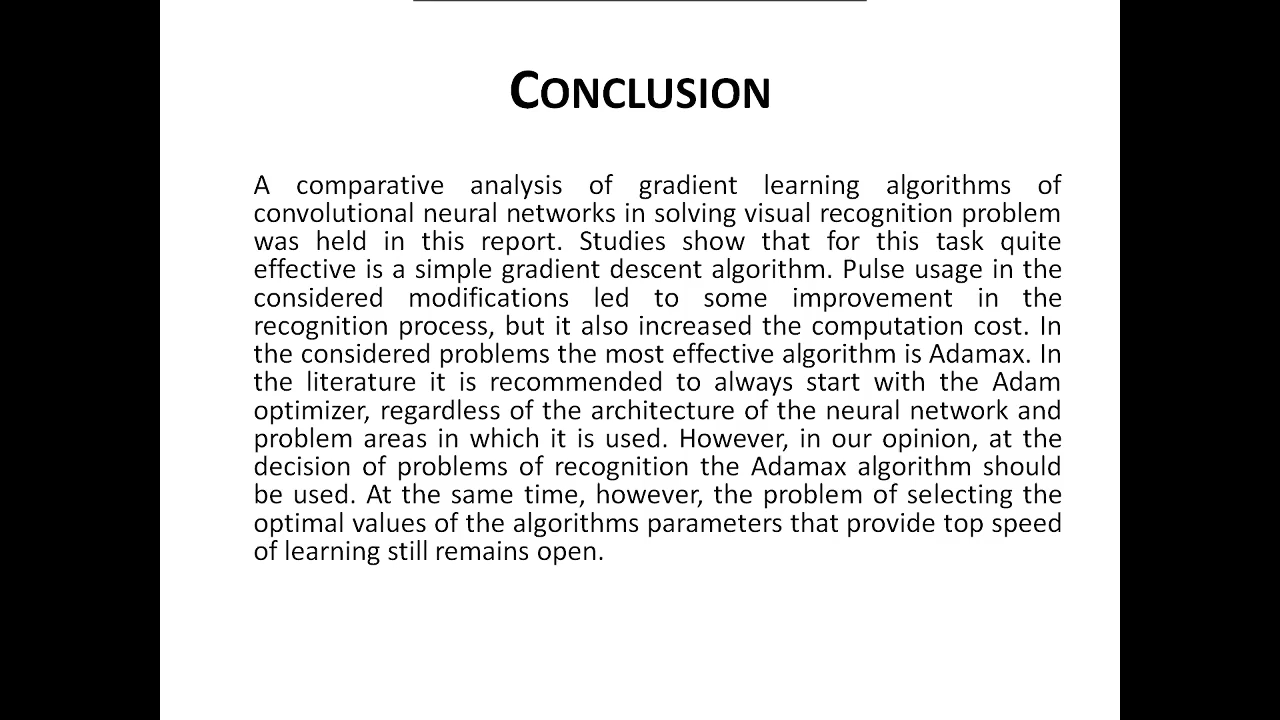 CONCLUSION
A comparative analysis of gradient learning algorithms of
convolutional neural networks in solving visual recognition problem
was held in this report. Studies show that for this task quite
effective is a simple gradient descent algorithm. Pulse usage in the
considered modifications led to some improvement in the
recognition process, but it also increased the computation cost. In
the considered problems the most effective algorithm is Adamax. In
the literature it is recommended to always start with the Adam
optimizer, regardless of the architecture of the neural network and
problem areas in which it is used. However, in our opinion, at the
decision of problems of recognition the Adamax algorithm should
be used. At the same time, however, the problem of selecting the
optimal values of the algorithms parameters that provide top speed
of learning still remains open.